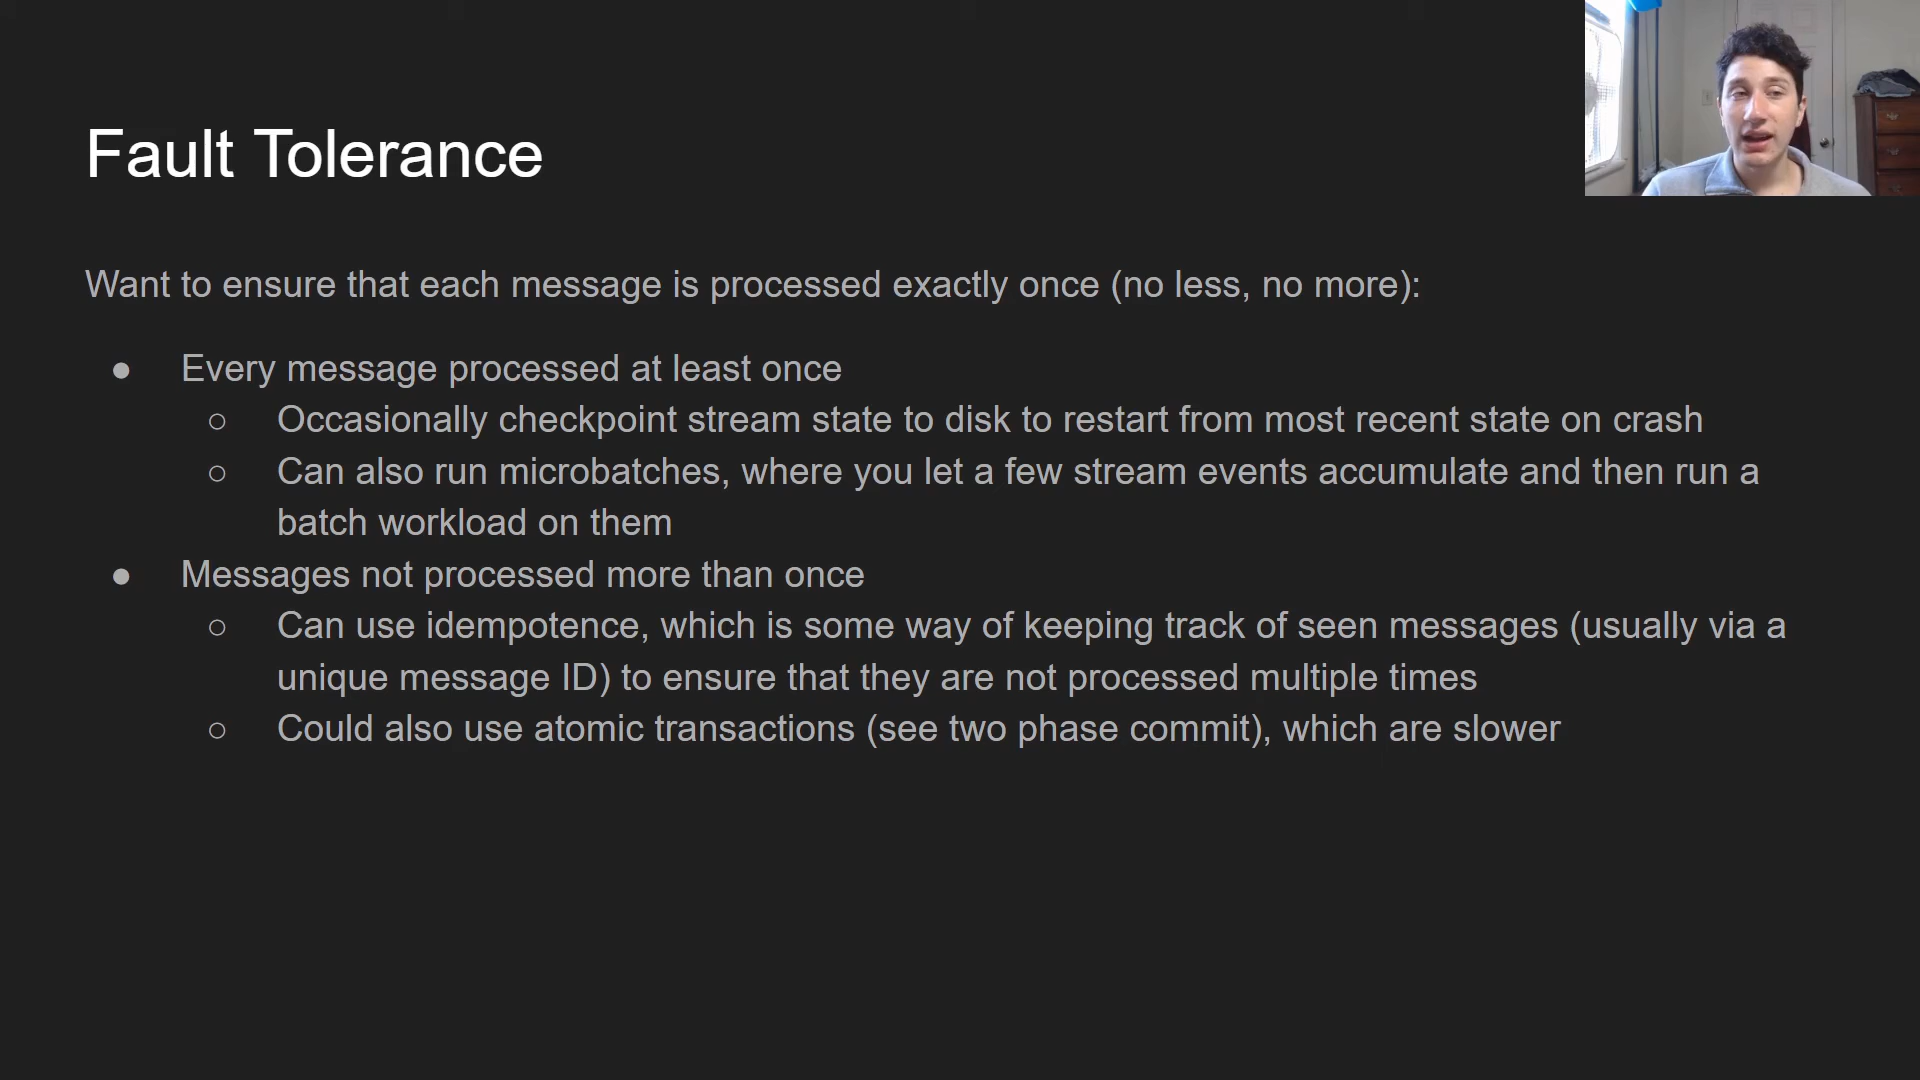 Fault Tolerance
Want to ensure that each message is processed exactly once (no less, no more):
● Every message processed at least once
○ Occasionally checkpoint stream state to disk to restart from most recent state on crash
○ Can also run microbatches, where you let a few stream events accumulate and then run a
batch workload on them
● Messages not processed more than once
○ Can use idempotence, which is some way of keeping track of seen messages (usually via a
unique message ID) to ensure that they are not processed multiple times
○ Could also use atomic transactions (see two phase commit), which are slower